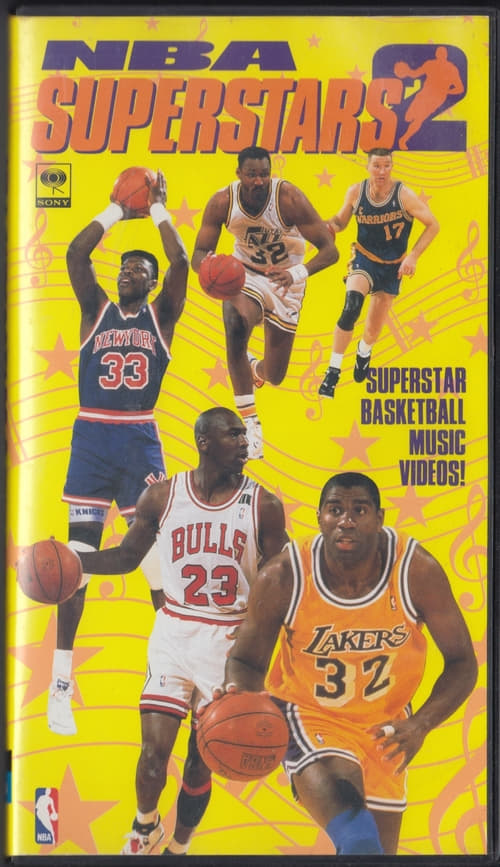 NBA
SUPERSTARS 2
SONY
32
WARRIORS
17
NEW YORK
33
SUPERSTAR
BASKETBALL
MUSIC
VIDEOS!
KNICKS
BULLS
23
LAKERS
32
NBA